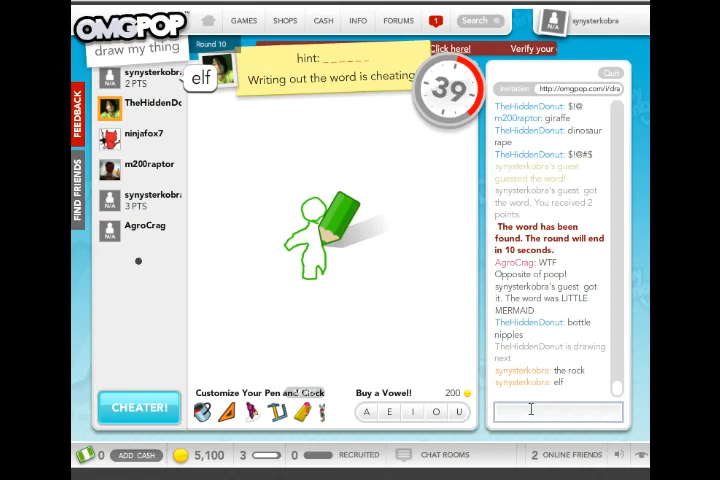 OMGPOP
GAMES
SHOPS
CASH
INFO
FORUMS
1
Search
N/A
synysterkobra
draw my thing
Round 10
Click here!
Verify your
hint: _ _ _ _ _ _
Writing out the word is cheating
39
elf
FEEDBACK
FIND FRIENDS
N/A
synysterkobra
2 PTS
TheHiddenDo
ninjafox7
m200raptor
N/A
synysterkobra
3 PTS
N/A
AgroCrag
CHEATER!
Quit
Invitation
http://omgpop.com/i/dra
TheHiddenDonut: $!@
m200raptor: giraffe
TheHiddenDonut: dinosaur
rape
TheHiddenDonut: $!@#$
synysterkobra's guest
guessed the word!
synysterkobra's guest got
the word. You received 2
points.
The word has been
found. The round will end
in 10 seconds.
AgroCrag: WTF
Opposite of poop!
synysterkobra's guest got
it. The word was LITTLE
MERMAID
TheHiddenDonut: bottle
nipples
TheHiddenDonut is drawing
next
synysterkobra: the rock
synysterkobra: elf
Customize Your Pen and Clock
Buy a Vowel!
200
A E I O U
0
ADD CASH
5,100
3
0
RECRUITED
CHAT ROOMS
2 ONLINE FRIENDS